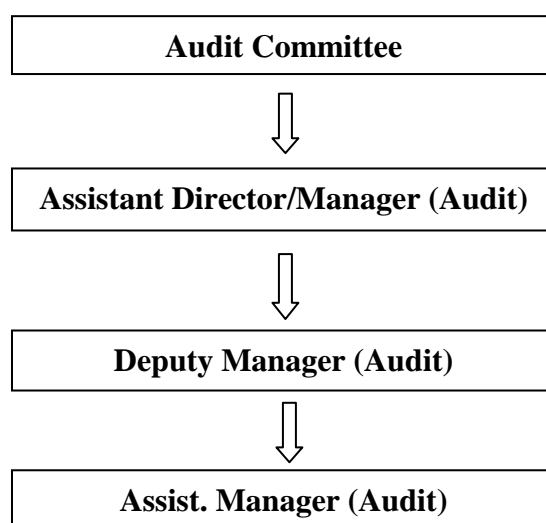 Audit Committee
Assistant Director/Manager (Audit)
Deputy Manager (Audit)
Assist. Manager (Audit)